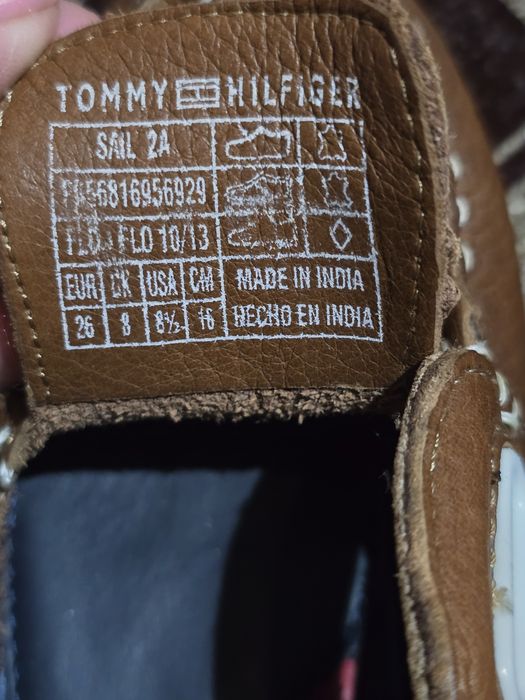 TOMMY HILFIGER
SAIL 2A
FA56816956929
FLO 10/13
EUR UK USA CM MADE IN INDIA
26 8 8½ 16 HECHO EN INDIA